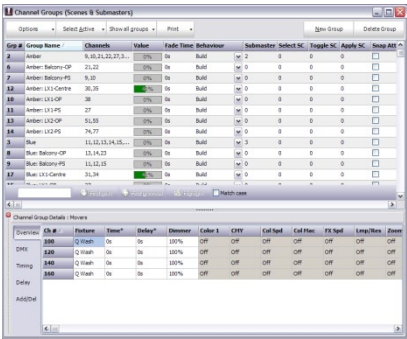 Channel Groups (Scenes & Submasters)
Options Select Active Show all groups Print New Group Delete Group
Grp # Group Name Channels Value Fade Time Behaviour Submaster Select SC Toggle SC Apply SC Snap Att
2 Amber 9,10,21,22,27,3... 0% 0s Build 2 0 0 0
6 Amber: Balcony-OP 21,22 0% 0s Build 0 0 0 0
5 Amber: Balcony-PS 9,10 0% 0s Build 0 0 0 0
12 Amber: LX1-Centre 30,35 0s Build 0 0 0 0
10 Amber: LX1-OP 38 0% 0s Build 0 0 0 0
11 Amber: LX1-PS 27 0% 0s Build 0 0 0 0
13 Amber: LX2-OP 51,55 0% 0s Build 0 0 0 0
14 Amber: LX2-PS 74,77 0% 0s Build 0 0 0 0
3 Blue 11,12,13,14,15,... 0% 0s Build 3 0 0 0
8 Blue: Balcony-OP 13,14,23 0% 0s Build 0 0 0 0
9 Blue: Balcony-PS 11,12,15 0% 0s Build 0 0 0 0
17 Blue: LX1-Centre 31,34 0s Build 0 0 0 0
Match case
Channel Group Details : Movers
Overview Ch # Fixture Time* Delay* Dimmer Color 1 CMY Col Spd Col Mac FX Spd Lmp/Res Zoom
100 Q Wash 0s 0s 100% Off Off Off Off Off Off Off
DMX 120 Q Wash 0s 0s 100% Off Off Off Off Off Off Off
140 Q Wash 0s 0s 100% Off Off Off Off Off Off Off
Timing 160 Q Wash 0s 0s 100% Off Off Off Off Off Off Off
Delay
Add/Del